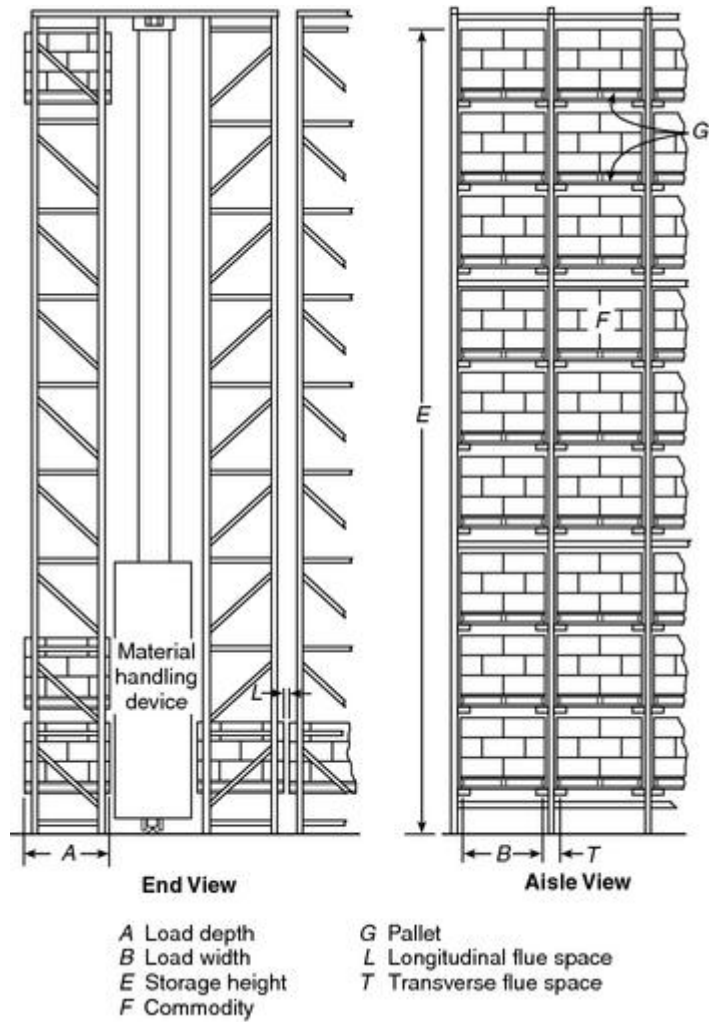 G
F
E
Material
handling
device
L
A
B
T
End View
Aisle View
A Load depth
B Load width
E Storage height
F Commodity
G Pallet
L Longitudinal flue space
T Transverse flue space